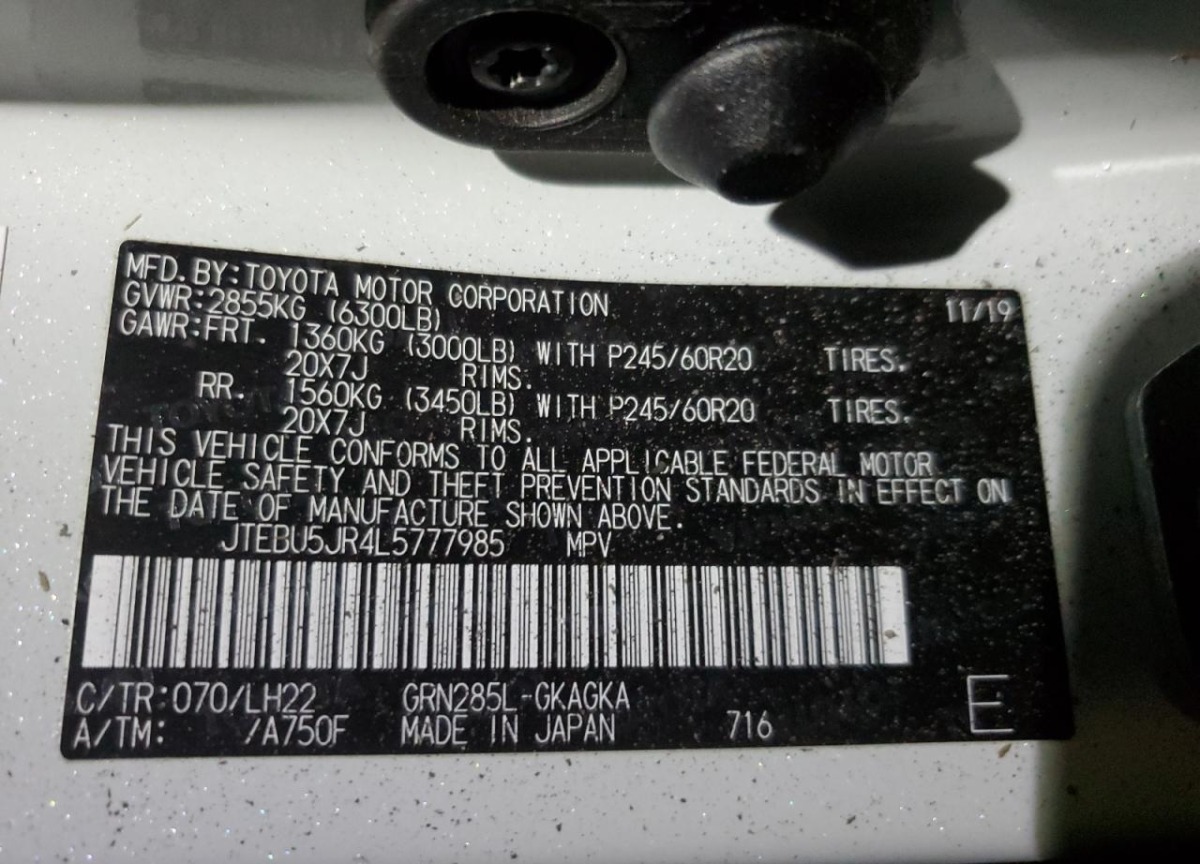 MFD. BY: TOYOTA MOTOR CORPORATION 11/19
GVWR: 2855KG (6300LB)
GAWR: FRT. 1360KG (3000LB) WITH P245/60R20 TIRES.
20X7J RIMS.
RR. 1560KG (3450LB) WITH P245/60R20 TIRES.
20X7J RIMS.
THIS VEHICLE CONFORMS TO ALL APPLICABLE FEDERAL MOTOR
VEHICLE SAFETY AND THEFT PREVENTION STANDARDS IN EFFECT ON
THE DATE OF MANUFACTURE SHOWN ABOVE.
JTEBU5JR4L5777985 MPV
C/TR: 070/LH22 GRN285L-GKAGKA
A/TM: /A750F MADE IN JAPAN 716 E